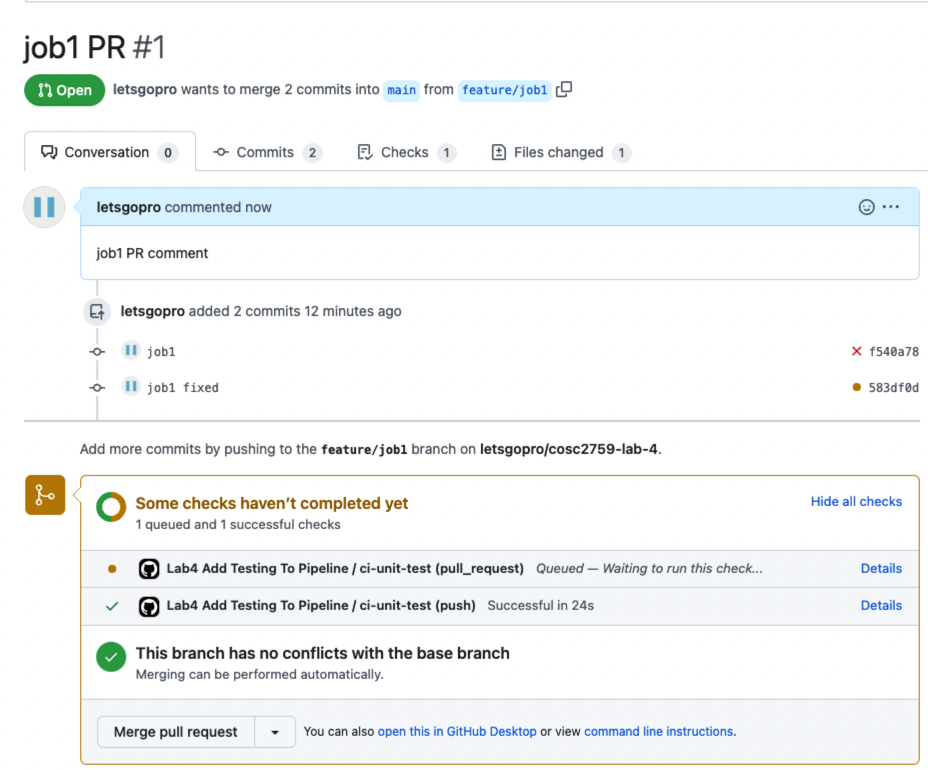 job1 PR #1
Open letsgopro wants to merge 2 commits into main from feature/job1
Conversation 0 Commits 2 Checks 1 Files changed 1
letsgopro commented now
job1 PR comment
letsgopro added 2 commits 12 minutes ago
job1 f540a78
job1 fixed 583df0d
Add more commits by pushing to the feature/job1 branch on letsgopro/cosc2759-lab-4.
Some checks haven’t completed yet Hide all checks
1 queued and 1 successful checks
Lab4 Add Testing To Pipeline / ci-unit-test (pull_request) Queued — Waiting to run this check... Details
Lab4 Add Testing To Pipeline / ci-unit-test (push) Successful in 24s Details
This branch has no conflicts with the base branch
Merging can be performed automatically.
Merge pull request You can also open this in GitHub Desktop or view command line instructions.